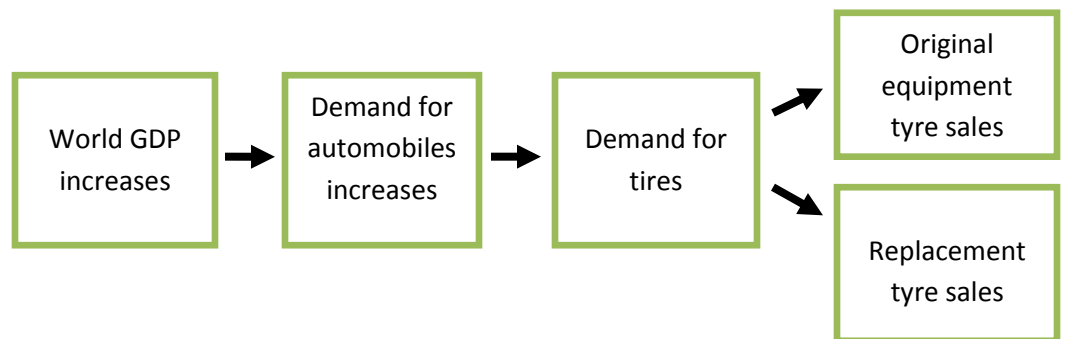 World GDP
increases
Demand for
automobiles
increases
Demand for
tires
Original
equipment
tyre sales
Replacement
tyre sales